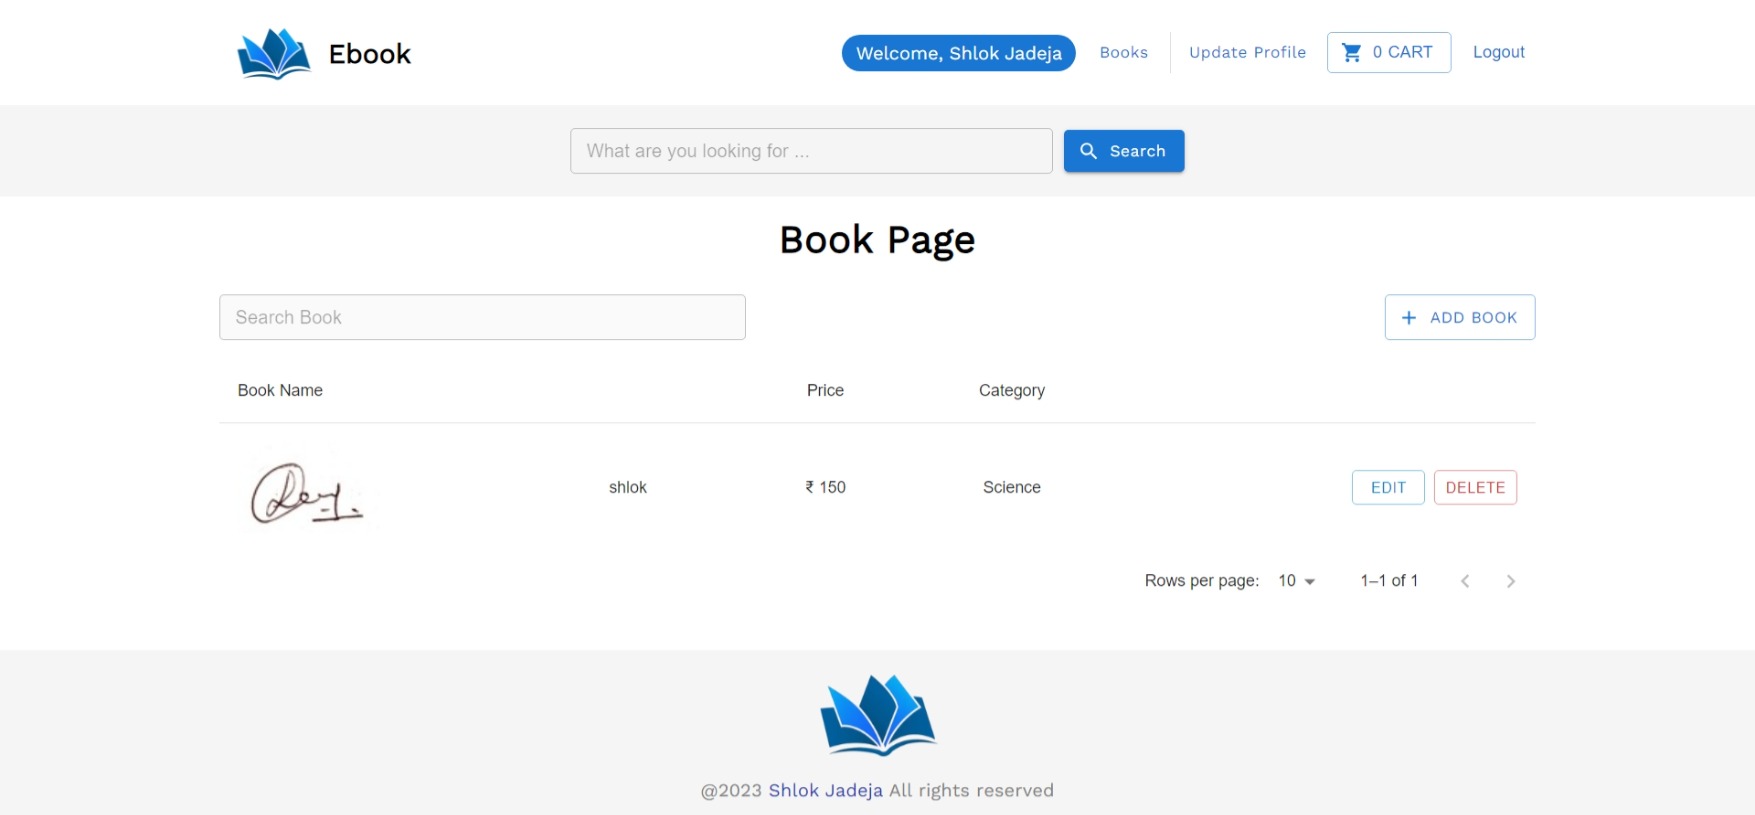 Ebook
Welcome, Shlok Jadeja Books Update Profile 0 CART Logout
What are you looking for ... Search
Book Page
Search Book + ADD BOOK
Book Name Price Category
shlok ₹ 150 Science EDIT DELETE
Rows per page: 10 1–1 of 1
@2023 Shlok Jadeja All rights reserved